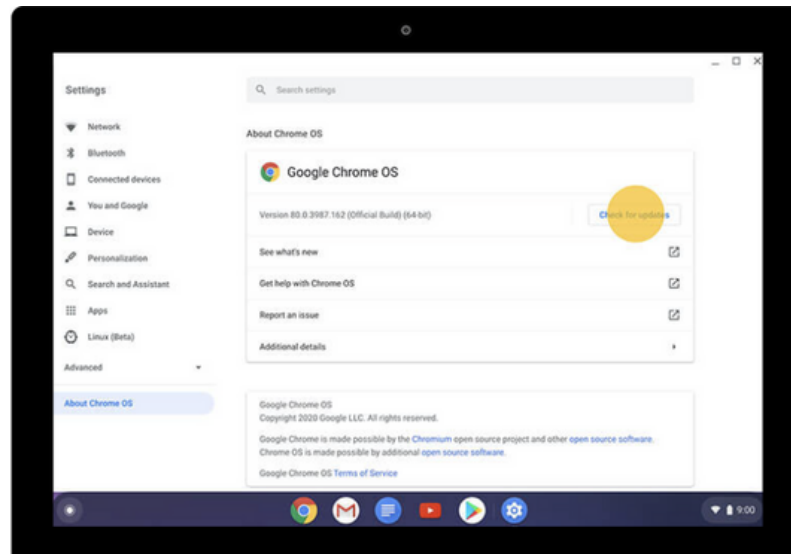 Settings
Search settings
Network
Bluetooth
Connected devices
You and Google
Device
Personalization
Search and Assistant
Apps
Linux (Beta)
Advanced
About Chrome OS
About Chrome OS
Google Chrome OS
Version 80.0.3987.162 (Official Build) (64-bit)
Check for updates
See what's new
Get help with Chrome OS
Report an issue
Additional details
Google Chrome OS
Copyright 2020 Google LLC. All rights reserved.
Google Chrome is made possible by the Chromium open source project and other open source software.
Chrome OS is made possible by additional open source software.
Google Chrome OS Terms of Service
9:00